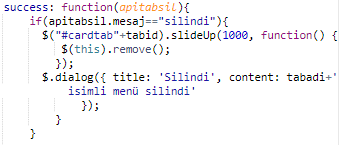 success: function(apitabsil){
if(apitabsil.mesaj=="silindi"){
$("#cardtab"+tabid).slideUp(1000, function() {
$(this).remove();
});
$.dialog({ title: 'Silindi', content: tabadi+'
isimli menü silindi'
});
}
}